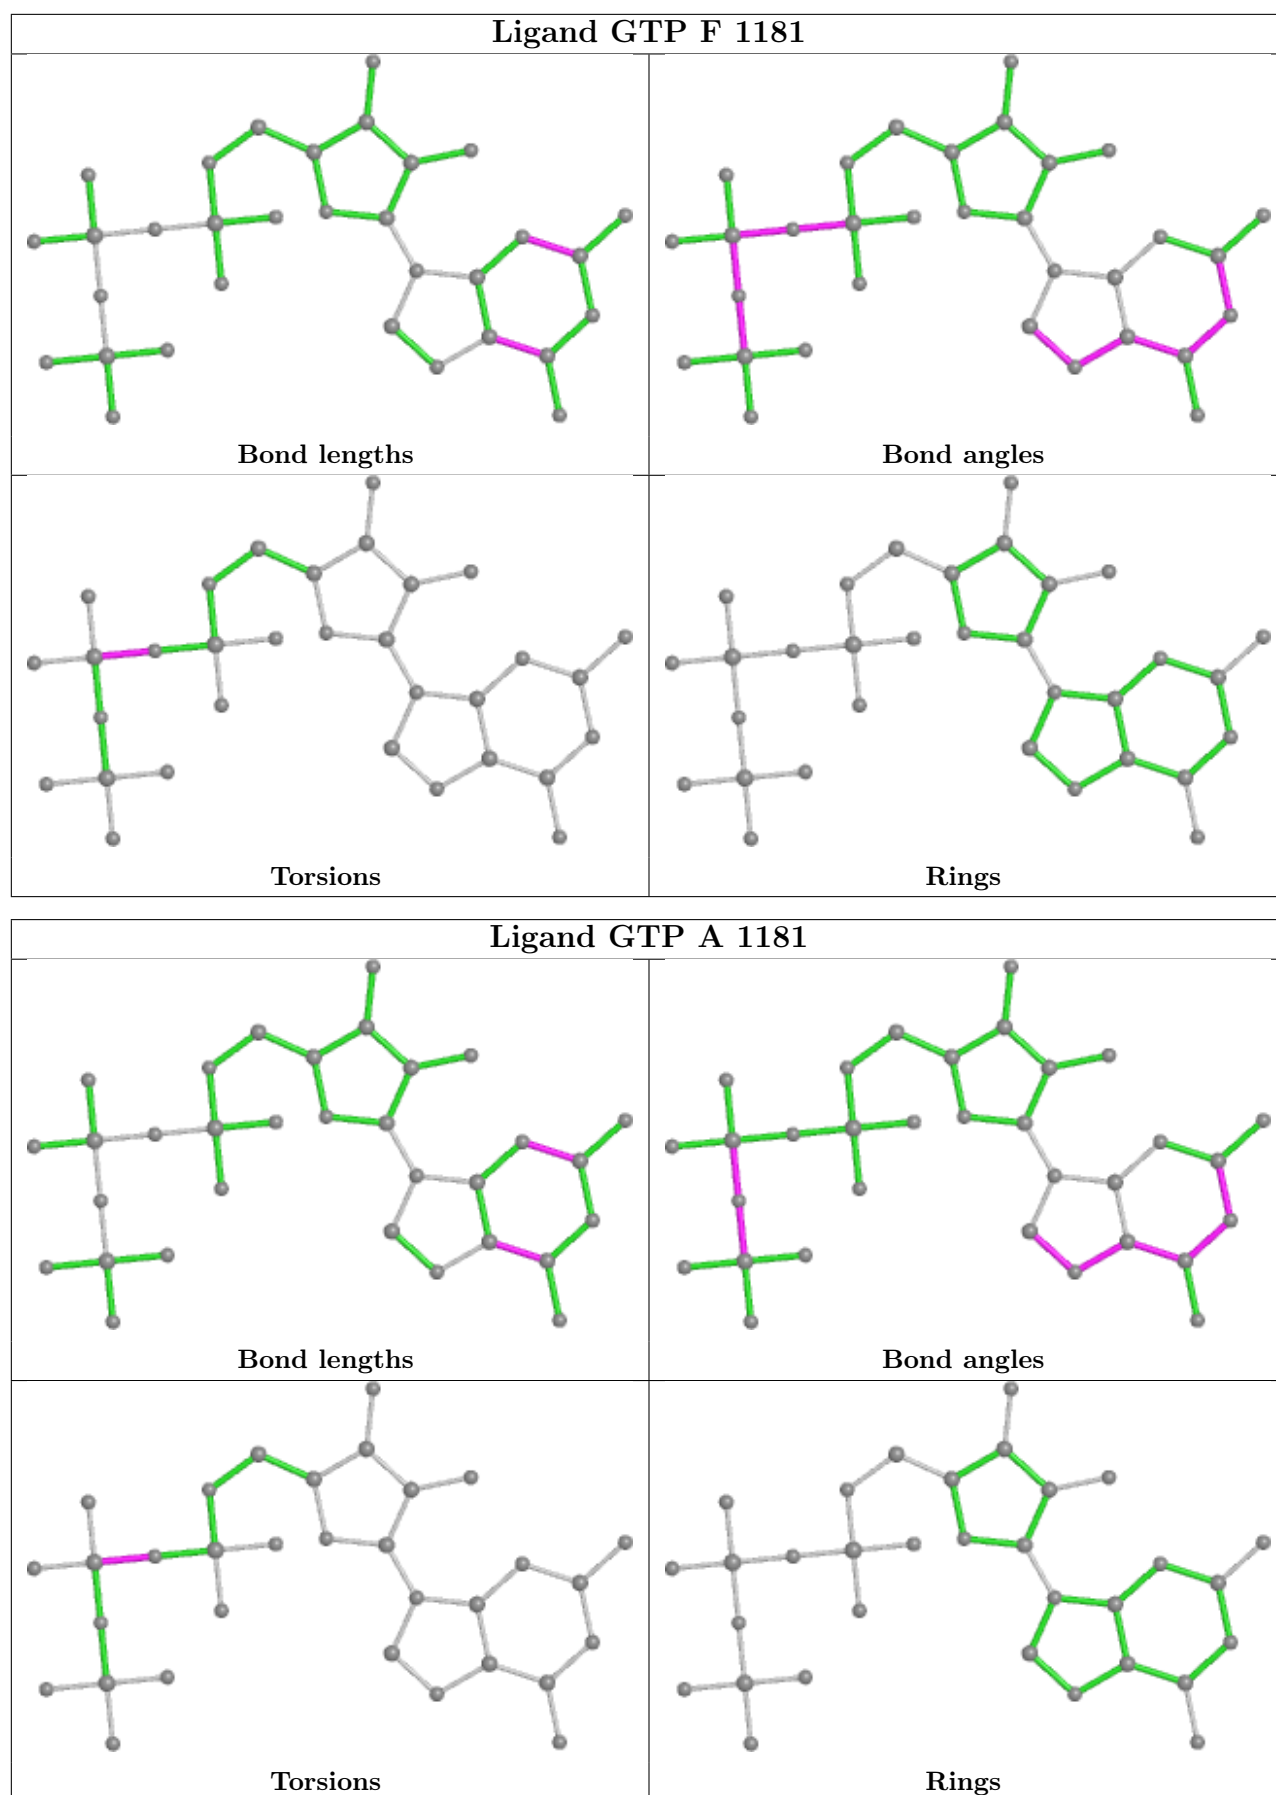 Ligand GTP F 1181
Bond lengths
Bond angles
Torsions
Rings
Ligand GTP A 1181
Bond lengths
Bond angles
Torsions
Rings